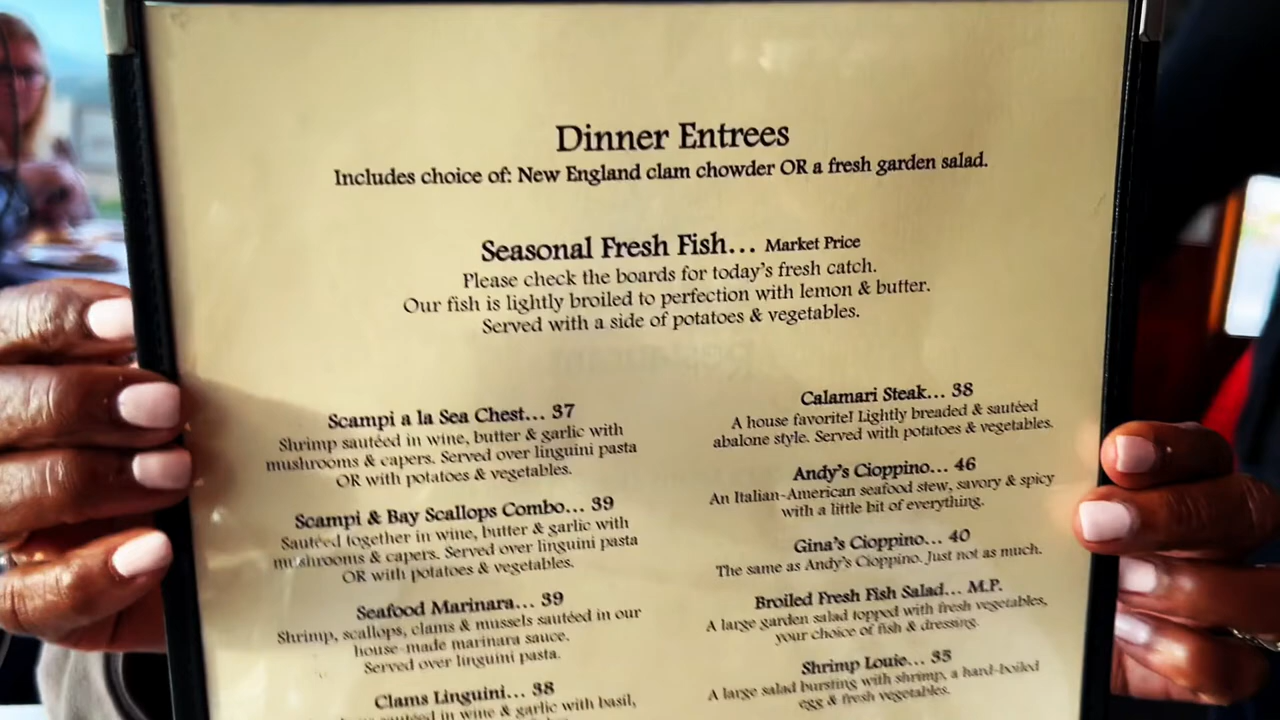 Dinner Entrees
Includes choice of: New England clam chowder OR a fresh garden salad.
Seasonal Fresh Fish... Market Price
Please check the boards for today's fresh catch.
Our fish is lightly broiled to perfection with lemon & butter.
Served with a side of potatoes & vegetables.
Scampi a la Sea Chest... 37
Shrimp sautéed in wine, butter & garlic with
mushrooms & capers. Served over linguini pasta
OR with potatoes & vegetables.
Scampi & Bay Scallops Combo... 39
Sautéed together in wine, butter & garlic with
mushrooms & capers. Served over linguini pasta
OR with potatoes & vegetables.
Seafood Marinara... 39
Shrimp, scallops, clams & mussels sautéed in our
house-made marinara sauce.
Served over linguini pasta.
Clams Linguini... 38
sautéed in wine & garlic with basil,
Calamari Steak... 38
A house favorite! Lightly breaded & sautéed
abalone style. Served with potatoes & vegetables.
Andy's Cioppino... 46
An Italian-American seafood stew, savory & spicy
with a little bit of everything.
Gina's Cioppino... 40
The same as Andy's Cioppino. Just not as much.
Broiled Fresh Fish Salad... M.P.
A large garden salad topped with fresh vegetables,
your choice of fish & dressing.
Shrimp Louie... 35
A large salad bursting with shrimp, a hard-boiled
egg & fresh vegetables.